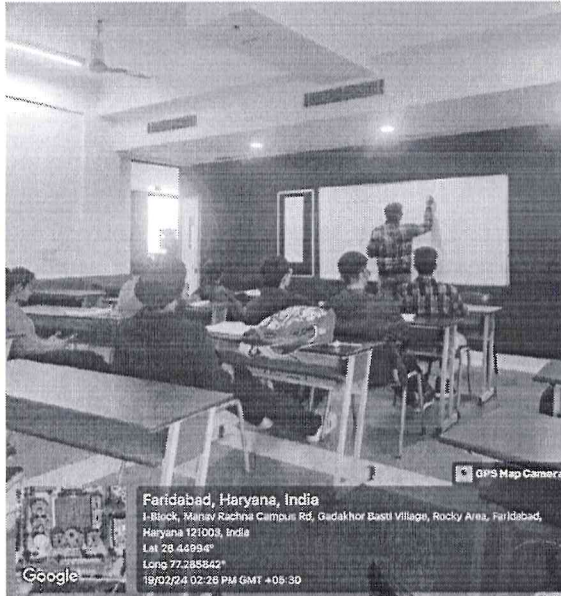 GPS Map Camera
Faridabad, Haryana, India
I-Block, Manav Rachna Campus Rd, Gadakhor Basti Village, Rocky Area, Faridabad,
Haryana 121003, India
Lat 28.44994°
Long 77.285842°
19/02/24 02:26 PM GMT +05:30
Google